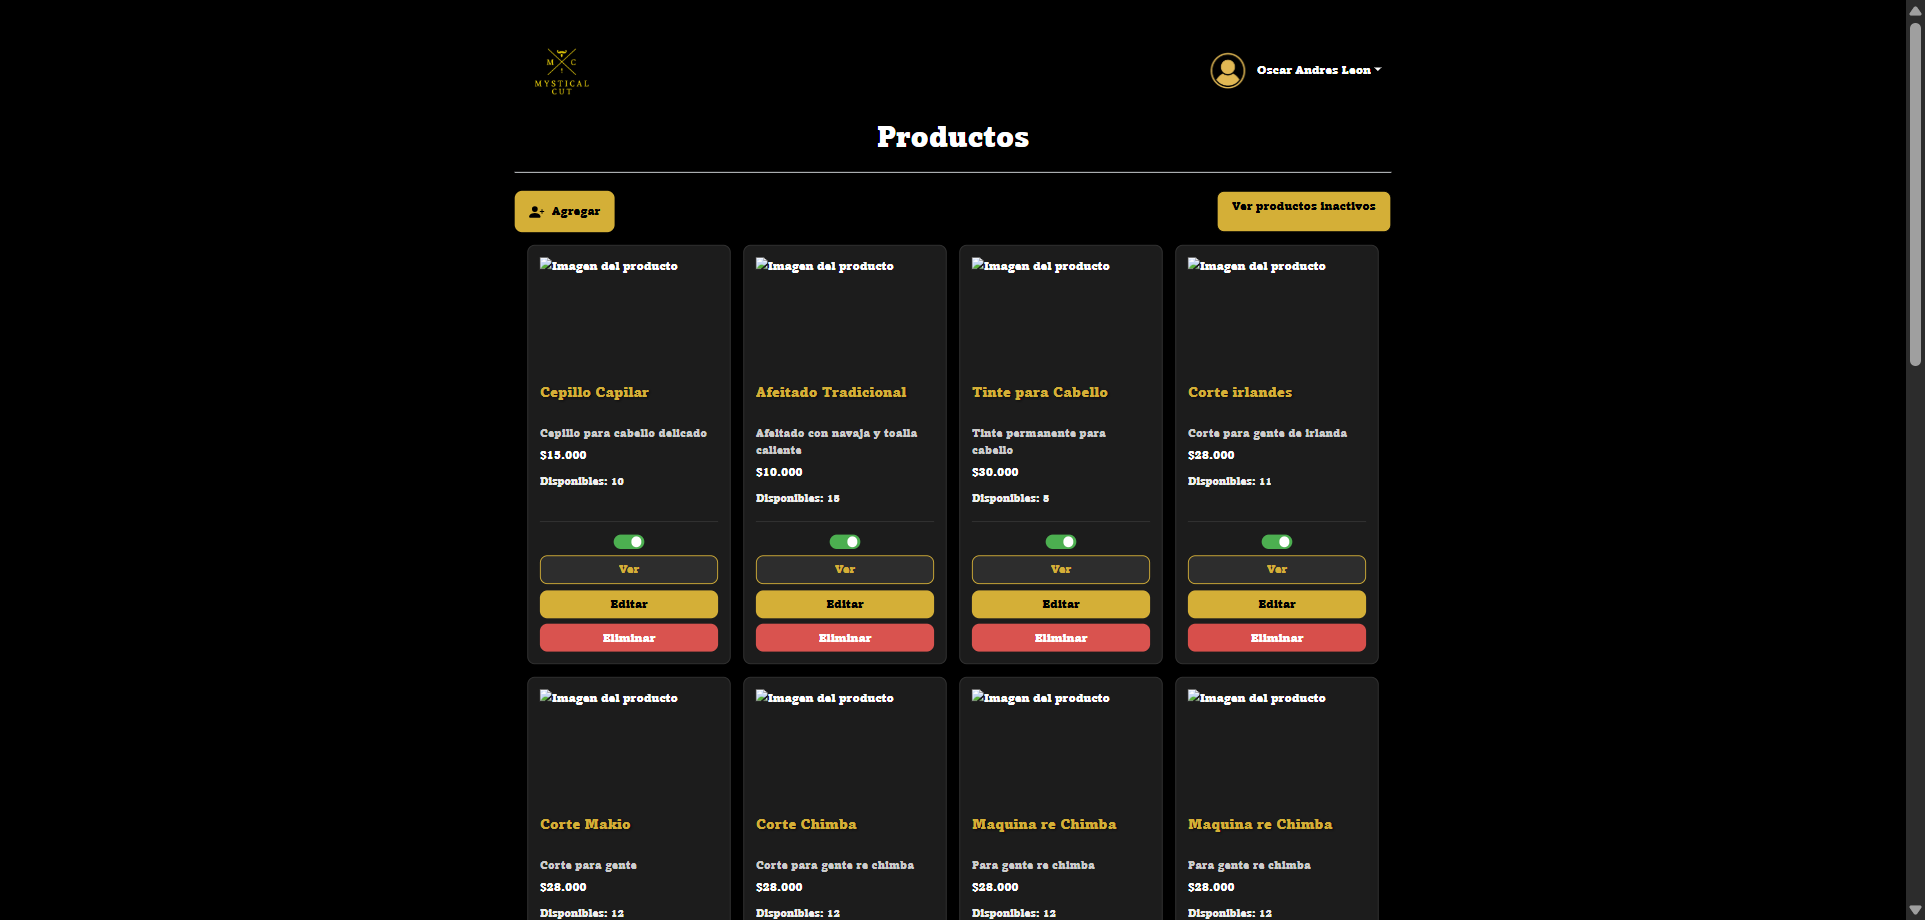 M C
MYSTICAL
CUT
Oscar Andres Leon
Productos
Agregar
Ver productos inactivos
Imagen del producto
Cepillo Capilar
Cepillo para cabello delicado
$15.000
Disponibles: 10
Ver
Editar
Eliminar
Imagen del producto
Afeitado Tradicional
Afeitado con navaja y toalla
caliente
$10.000
Disponibles: 15
Ver
Editar
Eliminar
Imagen del producto
Tinte para Cabello
Tinte permanente para
cabello
$30.000
Disponibles: 5
Ver
Editar
Eliminar
Imagen del producto
Corte irlandes
Corte para gente de irlanda
$28.000
Disponibles: 11
Ver
Editar
Eliminar
Imagen del producto
Corte Makio
Corte para gente
$28.000
Disponibles: 12
Imagen del producto
Corte Chimba
Corte para gente re chimba
$28.000
Disponibles: 12
Imagen del producto
Maquina re Chimba
Para gente re chimba
$28.000
Disponibles: 12
Imagen del producto
Maquina re Chimba
Para gente re chimba
$28.000
Disponibles: 12